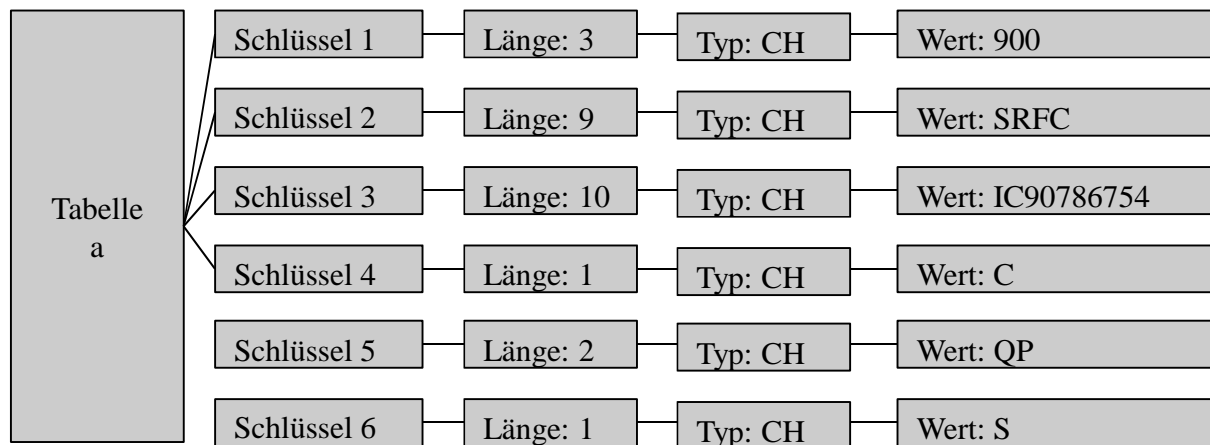 Schlüssel 1 Länge: 3 Typ: CH Wert: 900
Schlüssel 2 Länge: 9 Typ: CH Wert: SRFC
Schlüssel 3 Länge: 10 Typ: CH Wert: IC90786754
Tabelle
a
Schlüssel 4 Länge: 1 Typ: CH Wert: C
Schlüssel 5 Länge: 2 Typ: CH Wert: QP
Schlüssel 6 Länge: 1 Typ: CH Wert: S